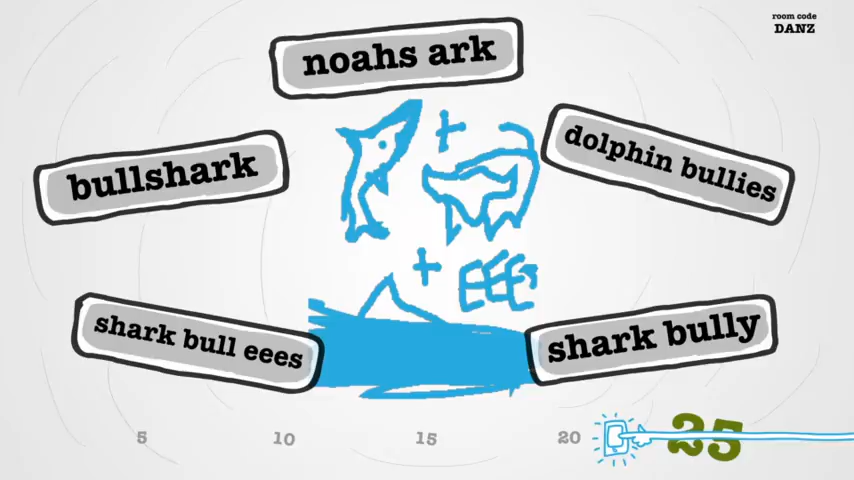 room code
DANZ
noahs ark
bullshark
dolphin bullies
+
+ EEE
shark bull eees
shark bully
5 10 15 20 25